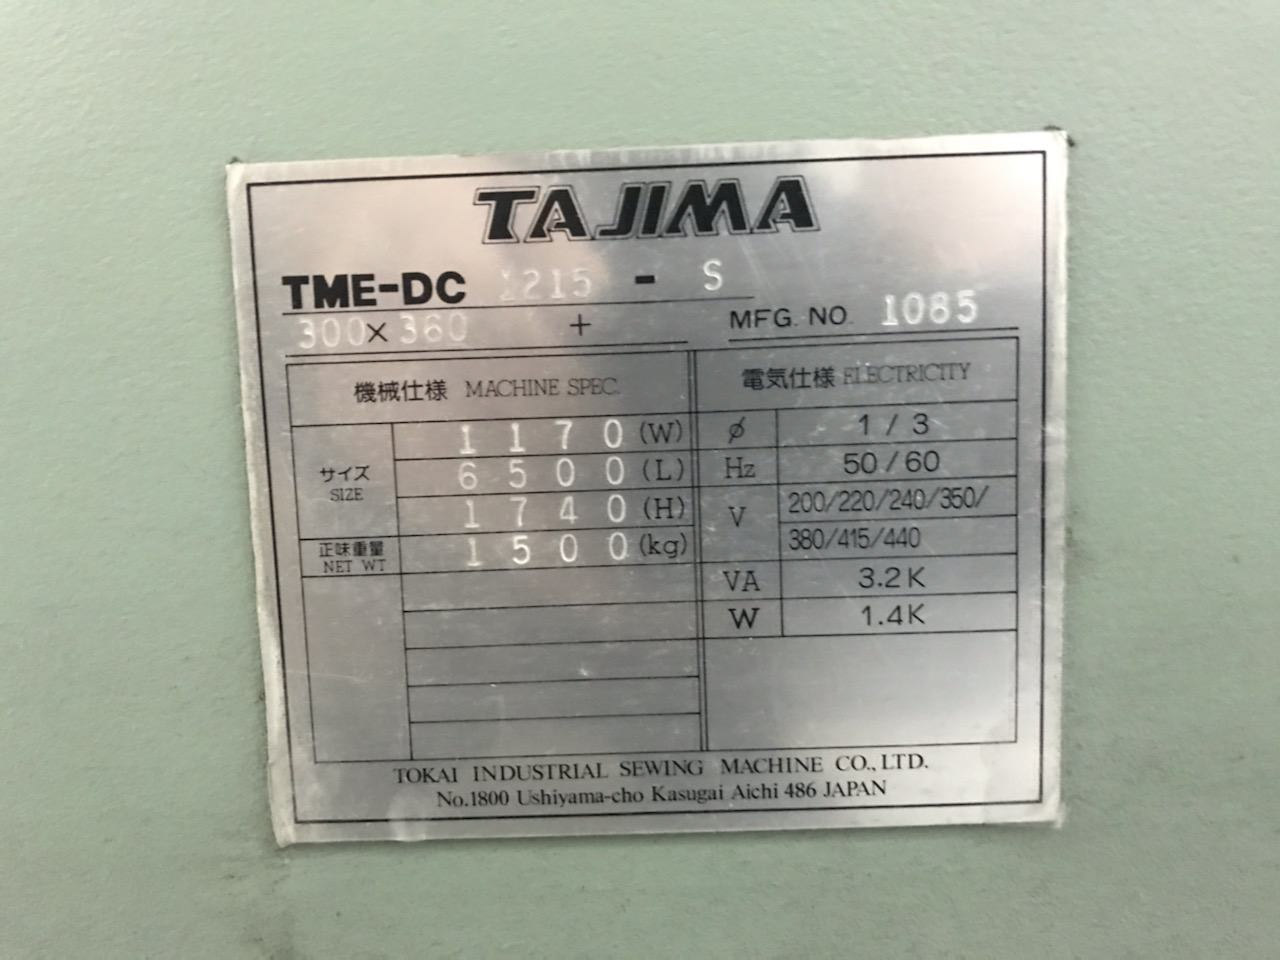 TAJIMA
TME-DC 1215 - S
300 x 360 + MFG. NO. 1085
機械仕様 MACHINE SPEC. 電気仕様 ELECTRICITY
サイズ SIZE 1170 (W) φ 1 / 3
6500 (L) Hz 50 / 60
1740 (H) V 200/220/240/350/
正味重量 NET WT 1500 (kg) 380/415/440
VA 3.2K
W 1.4K
TOKAI INDUSTRIAL SEWING MACHINE CO., LTD.
No.1800 Ushiyama-cho Kasugai Aichi 486 JAPAN